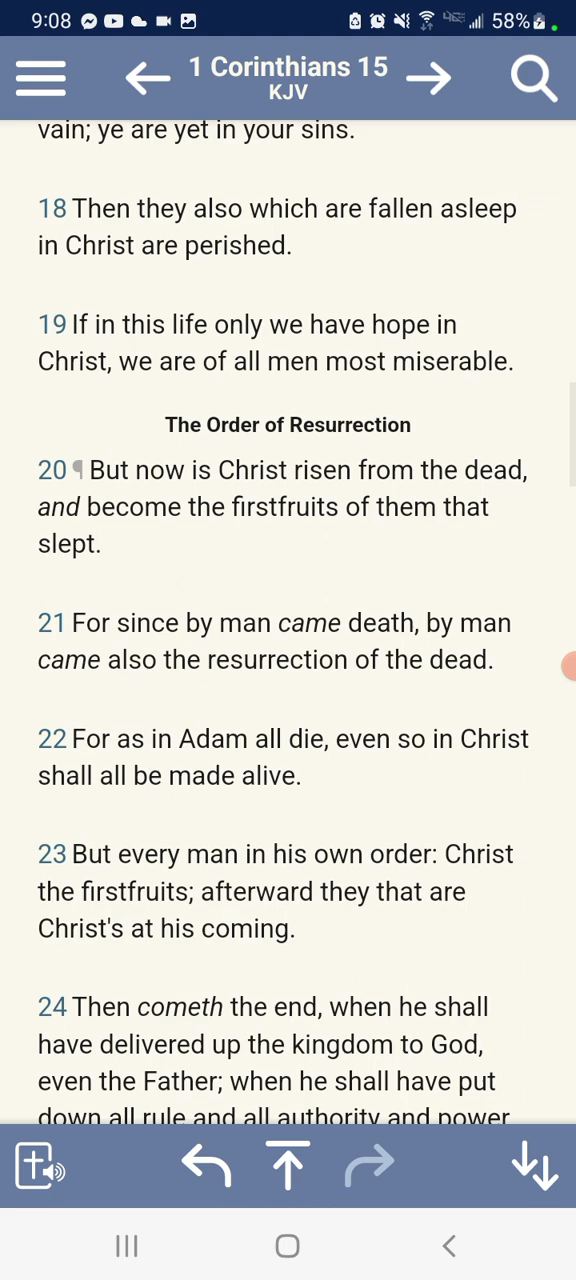 9:08
58%
1 Corinthians 15
KJV
vain; ye are yet in your sins.
18 Then they also which are fallen asleep
in Christ are perished.
19 If in this life only we have hope in
Christ, we are of all men most miserable.
The Order of Resurrection
20 ¶ But now is Christ risen from the dead,
and become the firstfruits of them that
slept.
21 For since by man came death, by man
came also the resurrection of the dead.
22 For as in Adam all die, even so in Christ
shall all be made alive.
23 But every man in his own order: Christ
the firstfruits; afterward they that are
Christ's at his coming.
24 Then cometh the end, when he shall
have delivered up the kingdom to God,
even the Father; when he shall have put
down all rule and all authority and power